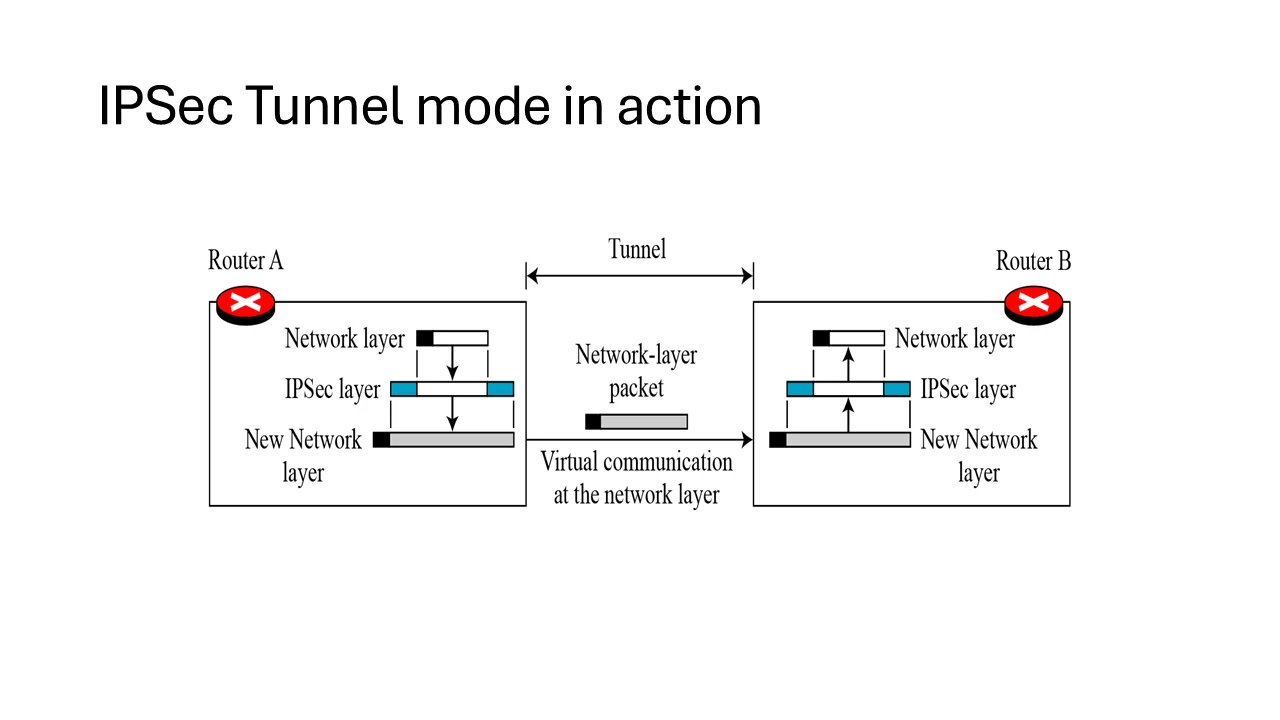 IPSec Tunnel mode in action
Tunnel
Router A
Router B
Network layer
IPSec layer
New Network
layer
Network-layer
packet
Virtual communication
at the network layer
Network layer
IPSec layer
New Network
layer